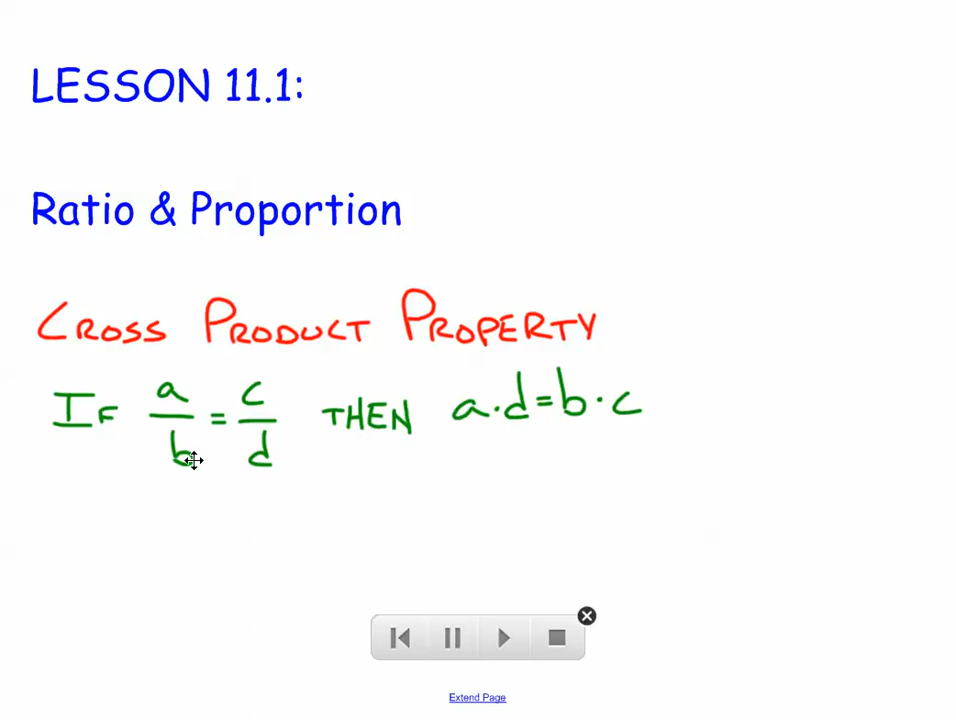 LESSON 11.1:
Ratio & Proportion
CROSS PRODUCT PROPERTY
IF a/b = c/d THEN a·d=b·c
Extend Page